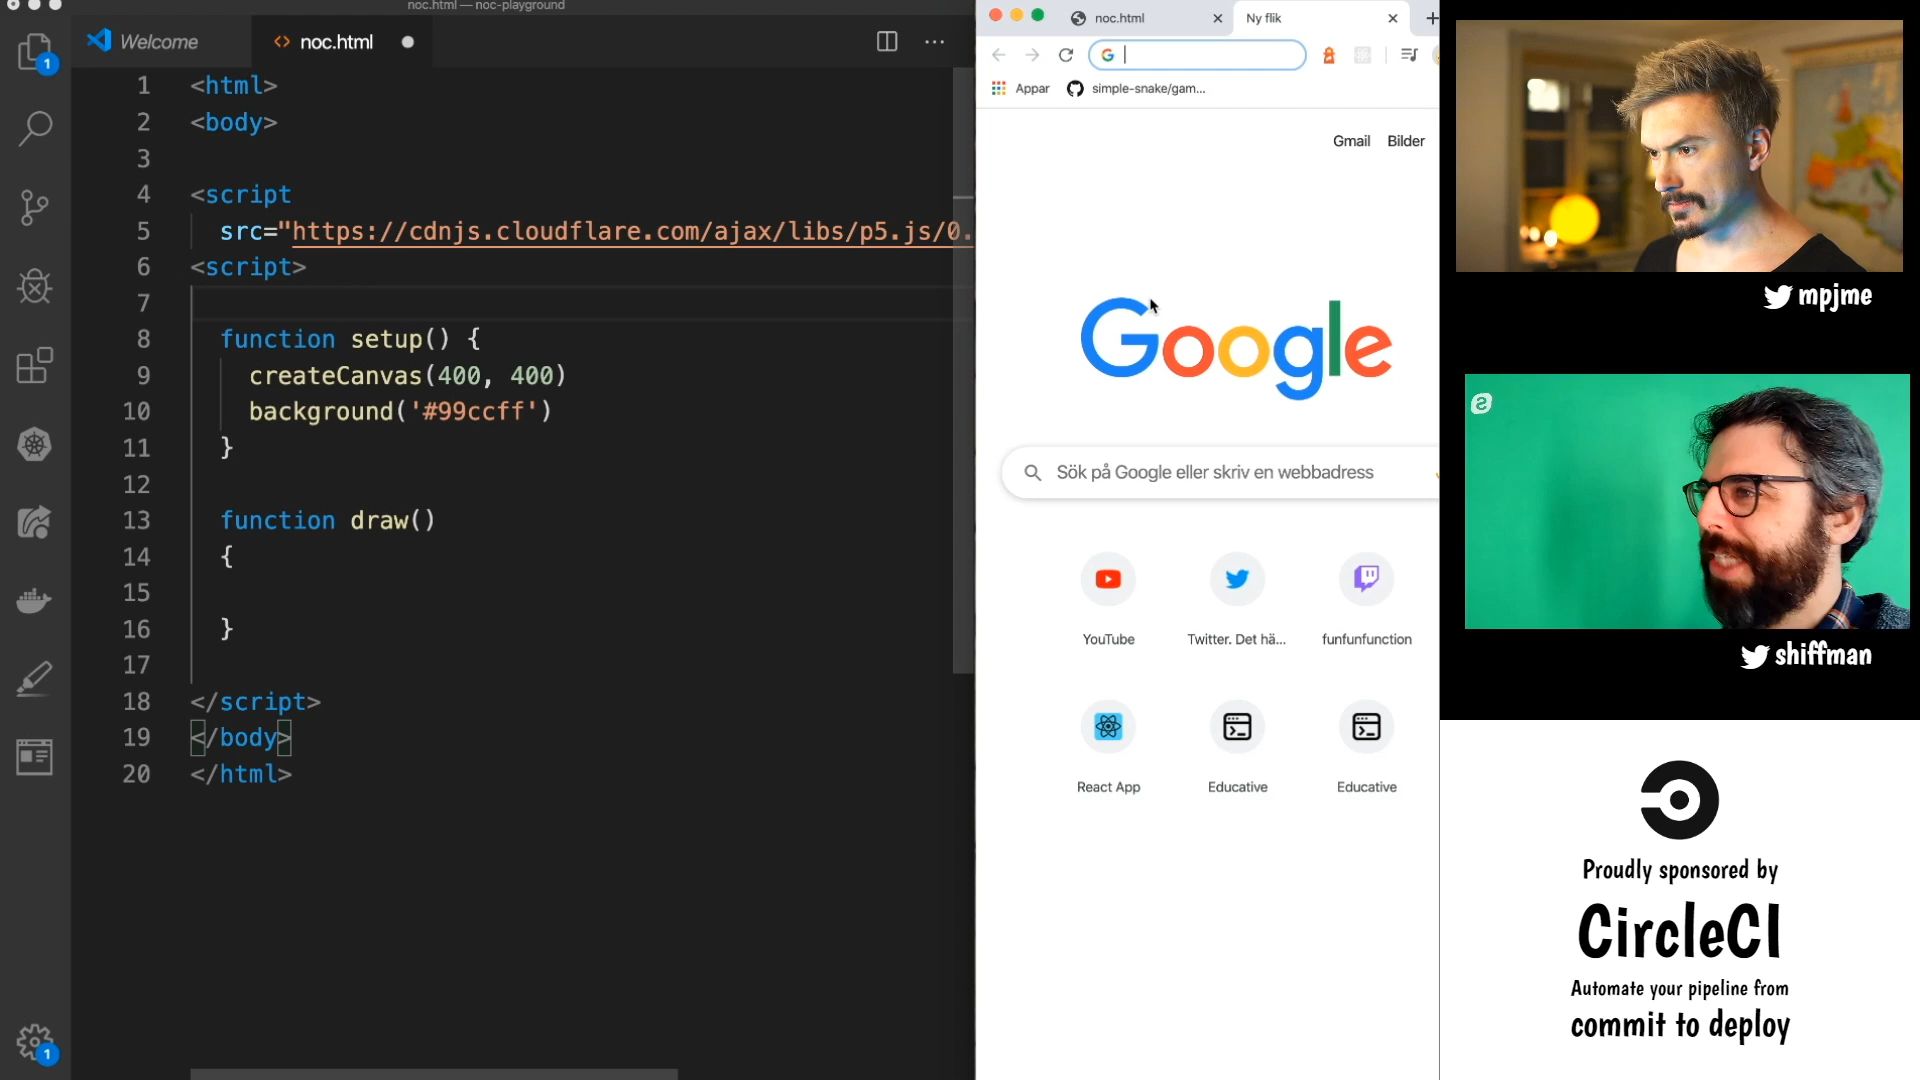 noc.html — noc-playground
Welcome
noc.html
1 <html>
2 <body>
3
4 <script
5 src="https://cdnjs.cloudflare.com/ajax/libs/p5.js/0.
6 <script>
7
8 function setup() {
9 createCanvas(400, 400)
10 background('#99ccff')
11 }
12
13 function draw()
14 {
15
16 }
17
18 </script>
19 </body>
20 </html>
1
1
noc.html
Ny flik
Appar
simple-snake/gam...
Gmail
Bilder
Google
Sök på Google eller skriv en webbadress
YouTube
Twitter. Det hä...
funfunfunction
React App
Educative
Educative
mpjme
shiffman
Proudly sponsored by
CircleCI
Automate your pipeline from
commit to deploy